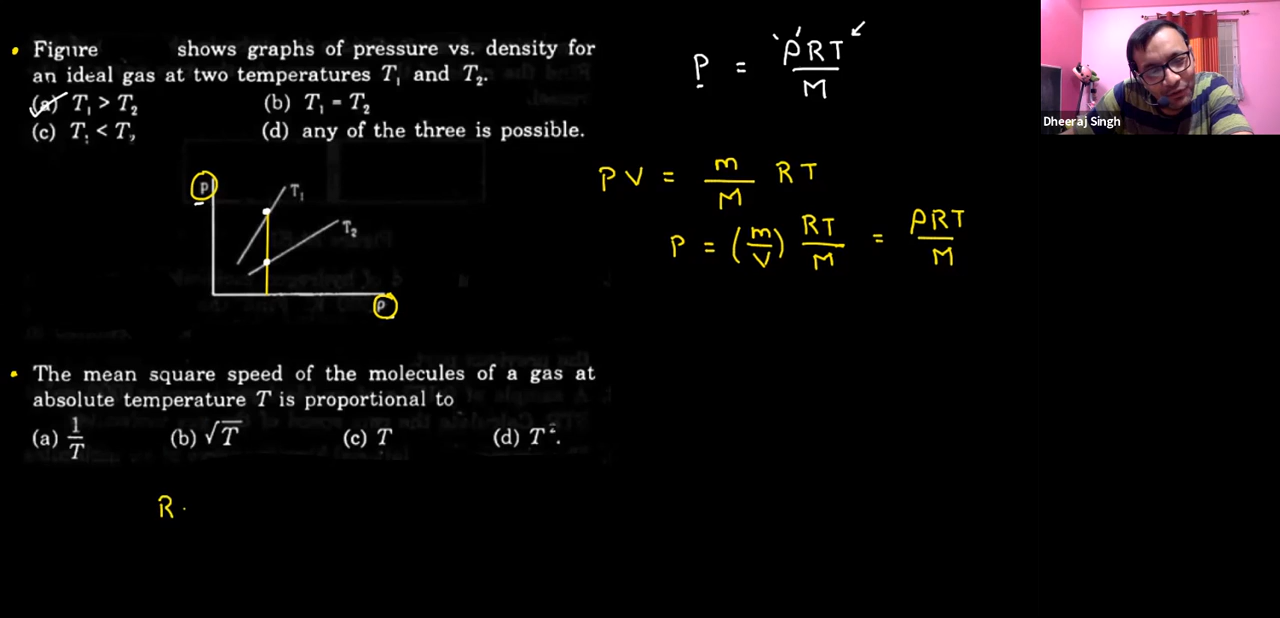 • Figure shows graphs of pressure vs. density for
an ideal gas at two temperatures T₁ and T₂.
(a) T₁ > T₂ (b) T₁ = T₂
(c) T₁ < T₂ (d) any of the three is possible.
p
T₁
T₂
ρ
• The mean square speed of the molecules of a gas at
absolute temperature T is proportional to
(a) 1/T (b) √T (c) T (d) T².
R.
P = ρRT/M
PV = m/M RT
P = (m/V) RT/M = ρRT/M
Dheeraj Singh